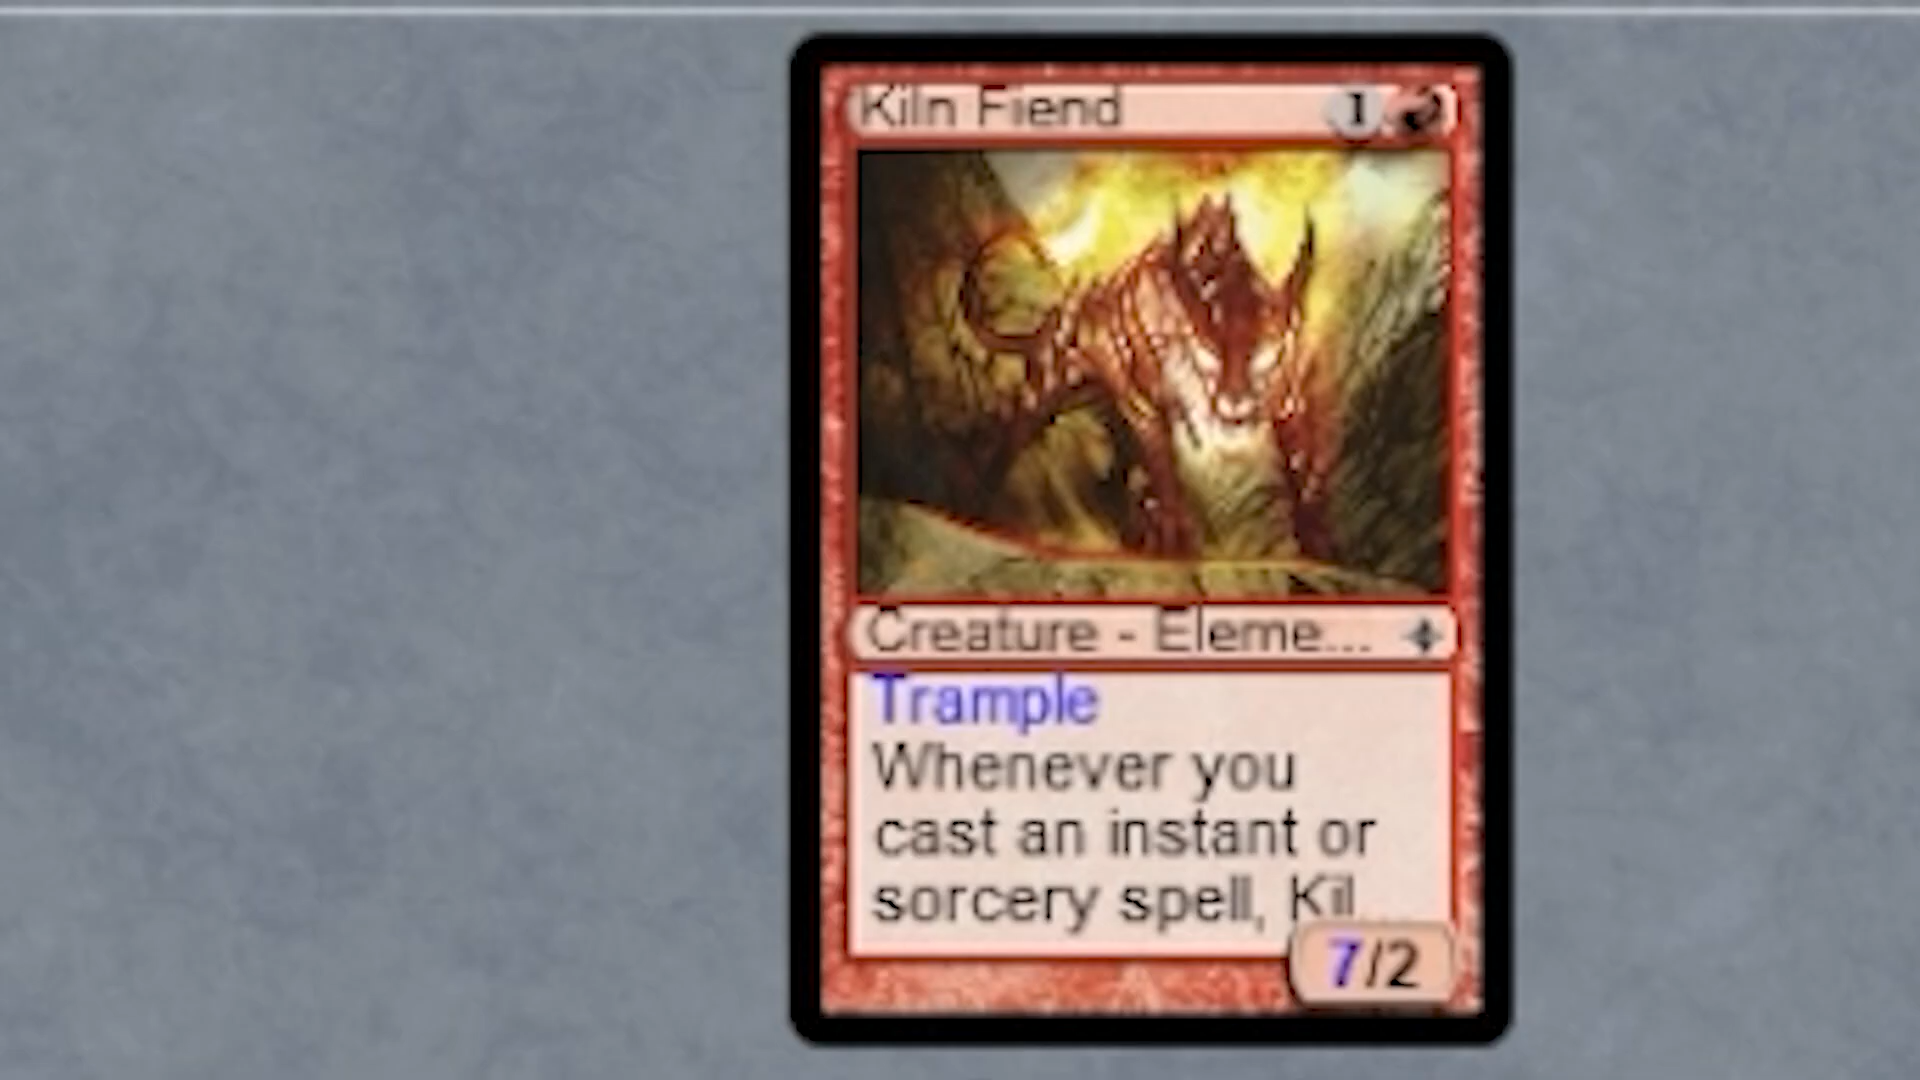 Kiln Fiend 1
Creature - Eleme...
Trample
Whenever you
cast an instant or
sorcery spell, Kil
7/2